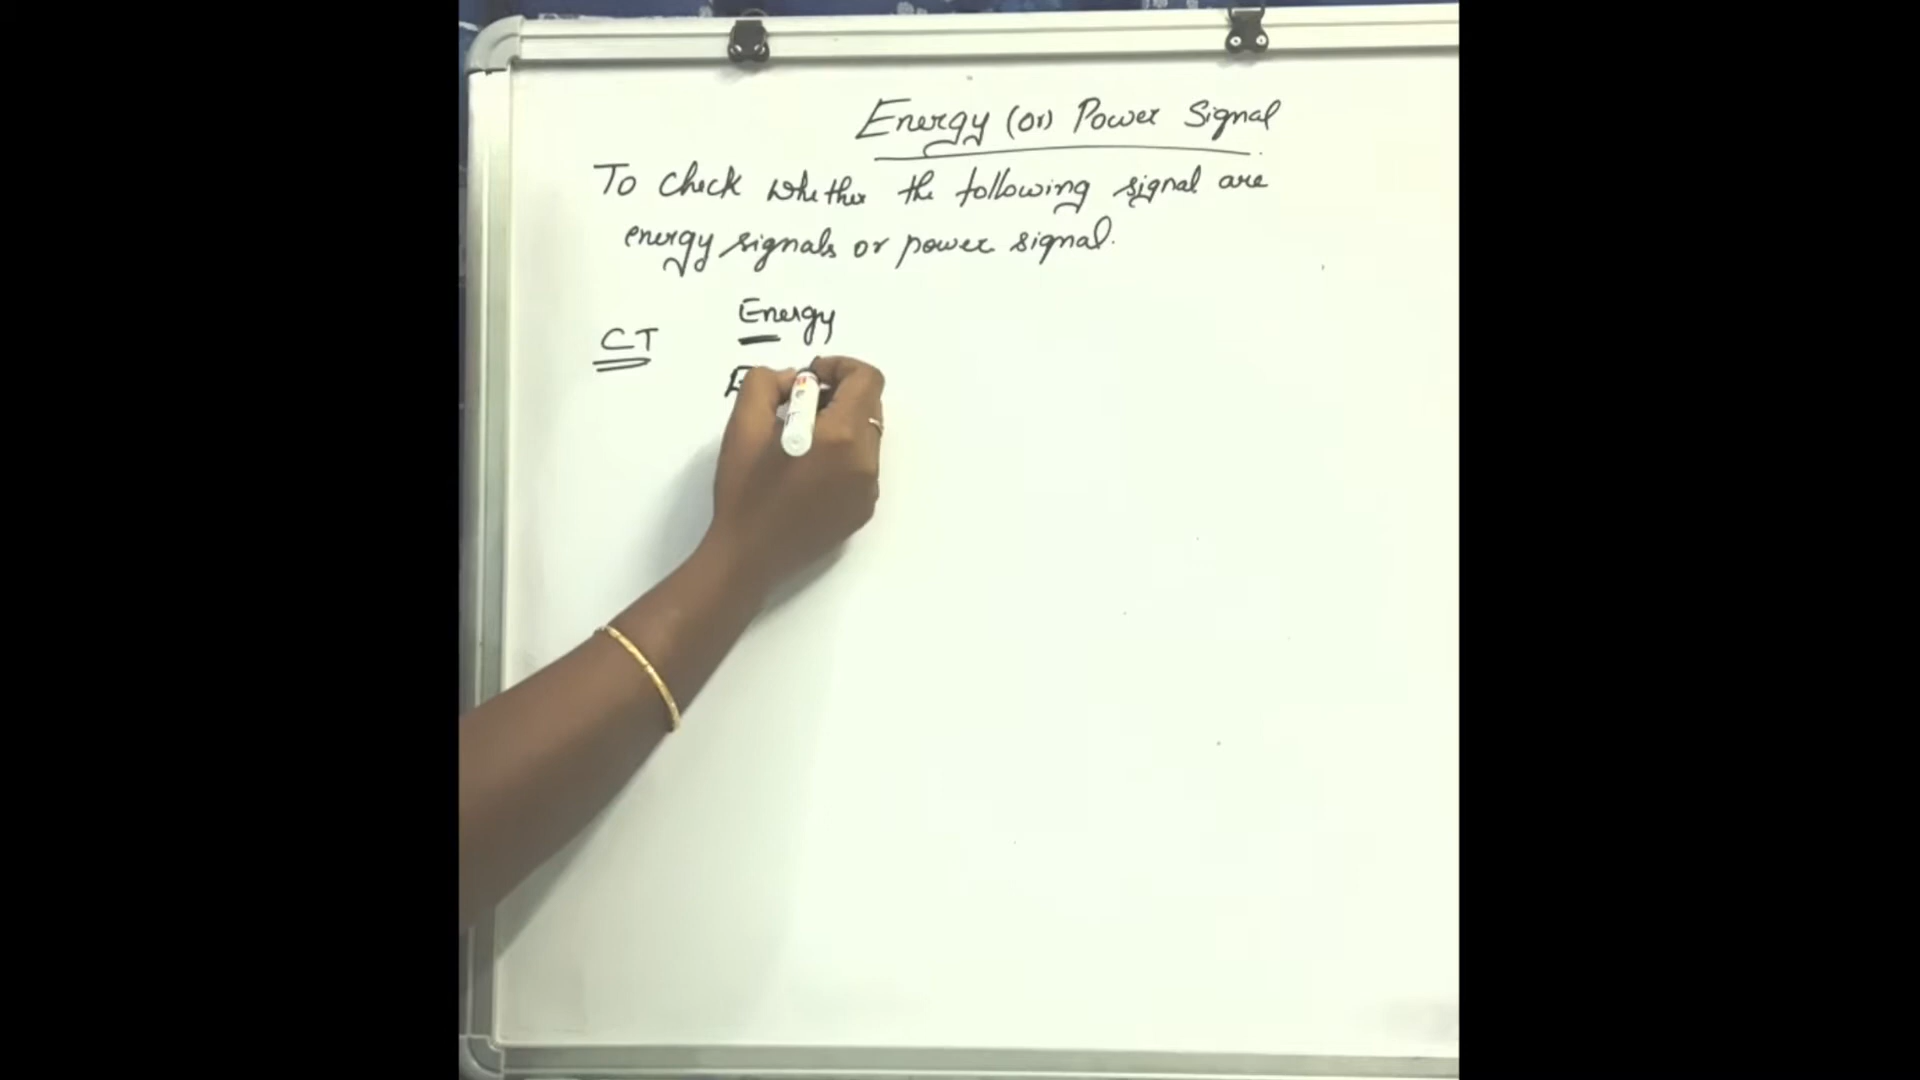 Energy (or) Power Signal
To check whether the following signal are
energy signals or power signal.
CT
Energy
E